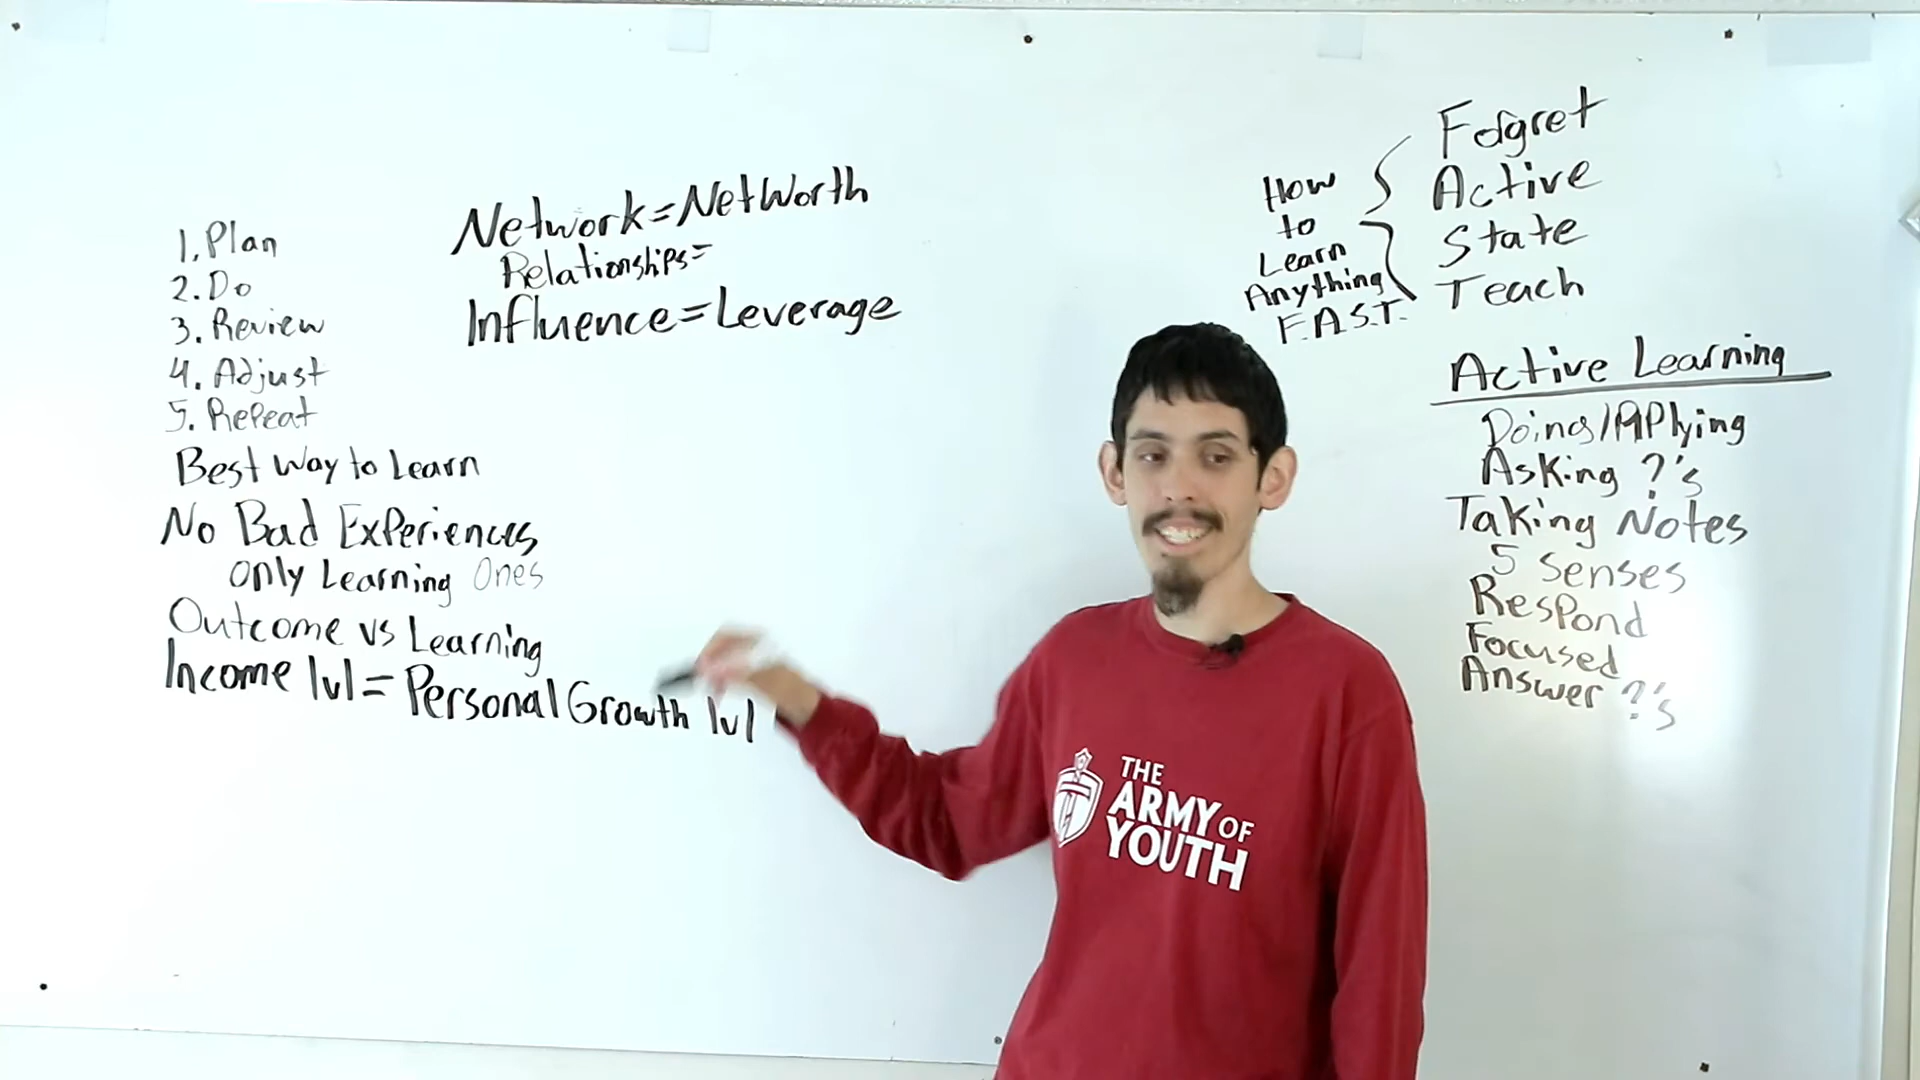 1. Plan
2. Do
3. Review
4. Adjust
5. Repeat
Best Way to Learn
No Bad Experiences
only Learning Ones
Outcome vs Learning
Income lvl = Personal Growth lvl
Network = NetWorth
Relationships =
Influence = Leverage
How
to
Learn
Anything
F.A.S.T.
Fofgret
Active
State
Teach
Active Learning
Doing/Applying
Asking ?'s
Taking Notes
5 Senses
Respond
Focused
Answer ?'s
THE
ARMY OF
YOUTH